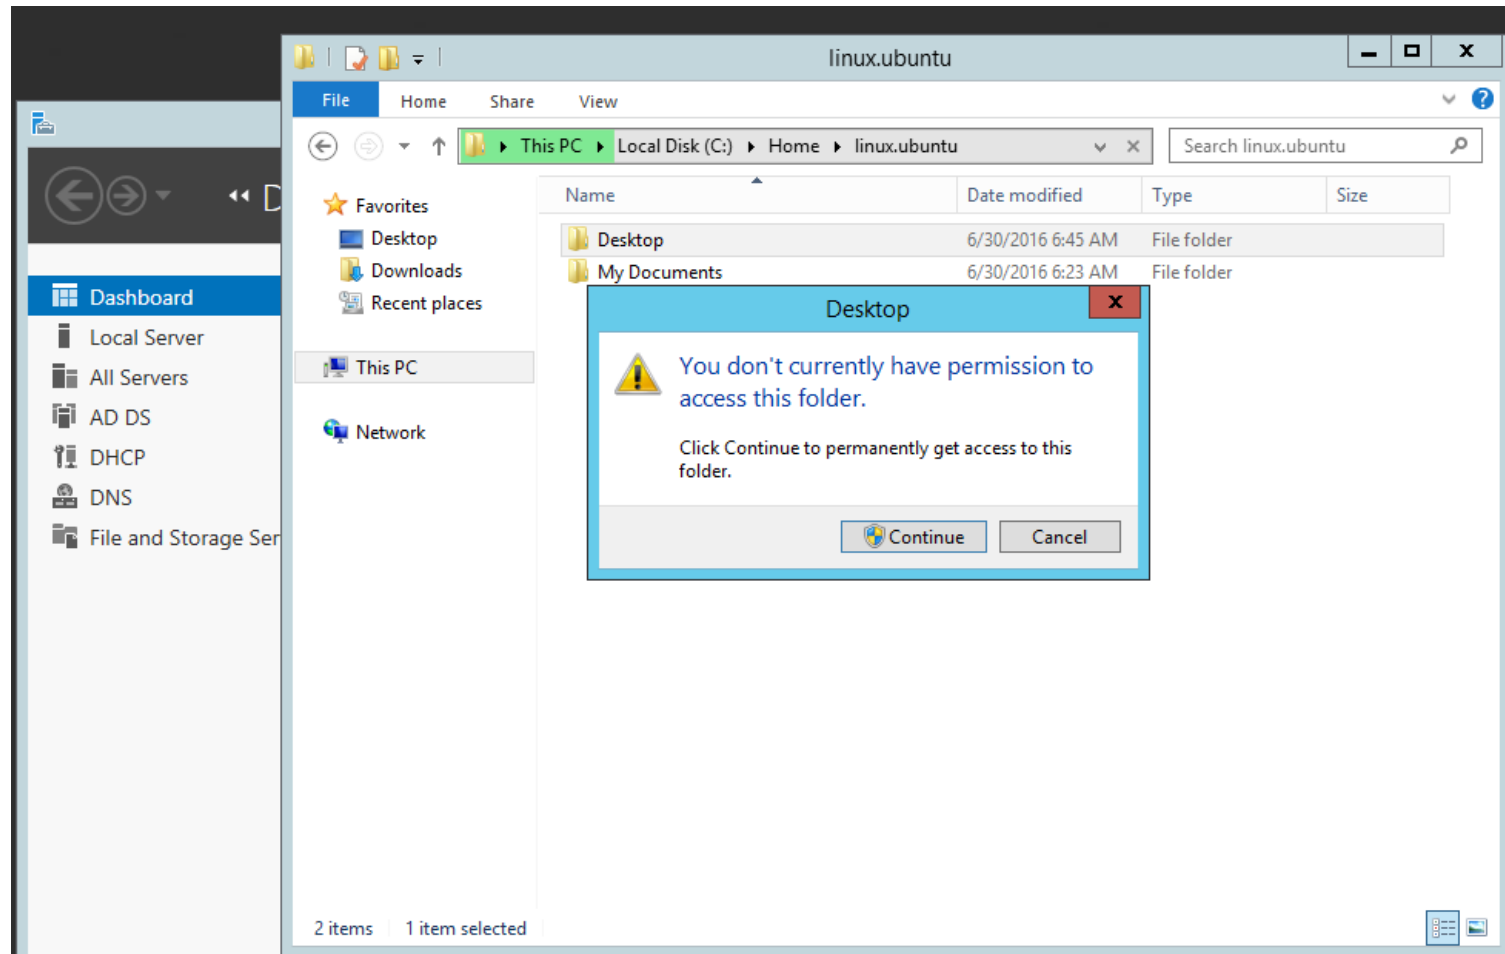 linux.ubuntu
File Home Share View
This PC Local Disk (C:) Home linux.ubuntu
Search linux.ubuntu
D
Dashboard
Local Server
All Servers
AD DS
DHCP
DNS
File and Storage Ser
Favorites
Desktop
Downloads
Recent places
This PC
Network
Name Date modified Type Size
Desktop 6/30/2016 6:45 AM File folder
My Documents 6/30/2016 6:23 AM File folder
Desktop
You don't currently have permission to
access this folder.
Click Continue to permanently get access to this
folder.
Continue Cancel
2 items 1 item selected